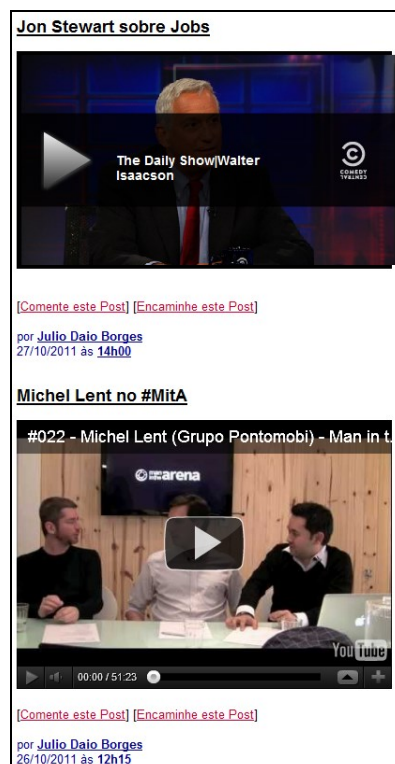 Jon Stewart sobre Jobs
The Daily Show|Walter
Isaacson
COMEDY
CENTRAL
[Comente este Post] [Encaminhe este Post]
por Julio Daio Borges
27/10/2011 às 14h00
Michel Lent no #MitA
#022 - Michel Lent (Grupo Pontomobi) - Man in t...
arena
YouTube
00:00 / 51:23
[Comente este Post] [Encaminhe este Post]
por Julio Daio Borges
26/10/2011 às 12h15